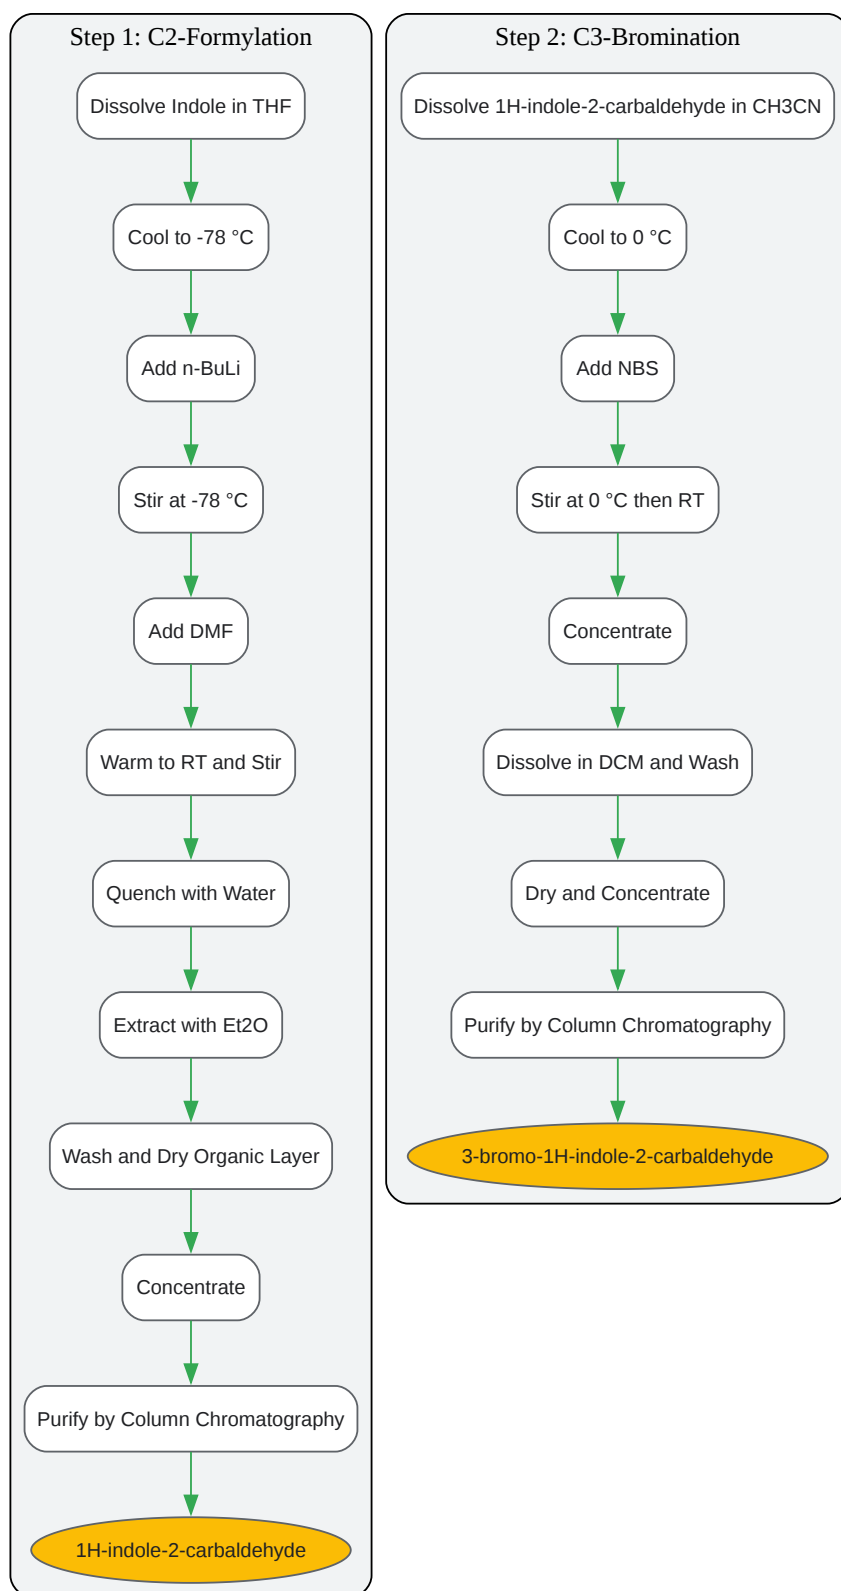 Step 1: C2-Formylation
Dissolve Indole in THF
Cool to -78 °C
Add n-BuLi
Stir at -78 °C
Add DMF
Warm to RT and Stir
Quench with Water
Extract with Et2O
Wash and Dry Organic Layer
Concentrate
Purify by Column Chromatography
1H-indole-2-carbaldehyde
Step 2: C3-Bromination
Dissolve 1H-indole-2-carbaldehyde in CH3CN
Cool to 0 °C
Add NBS
Stir at 0 °C then RT
Concentrate
Dissolve in DCM and Wash
Dry and Concentrate
Purify by Column Chromatography
3-bromo-1H-indole-2-carbaldehyde